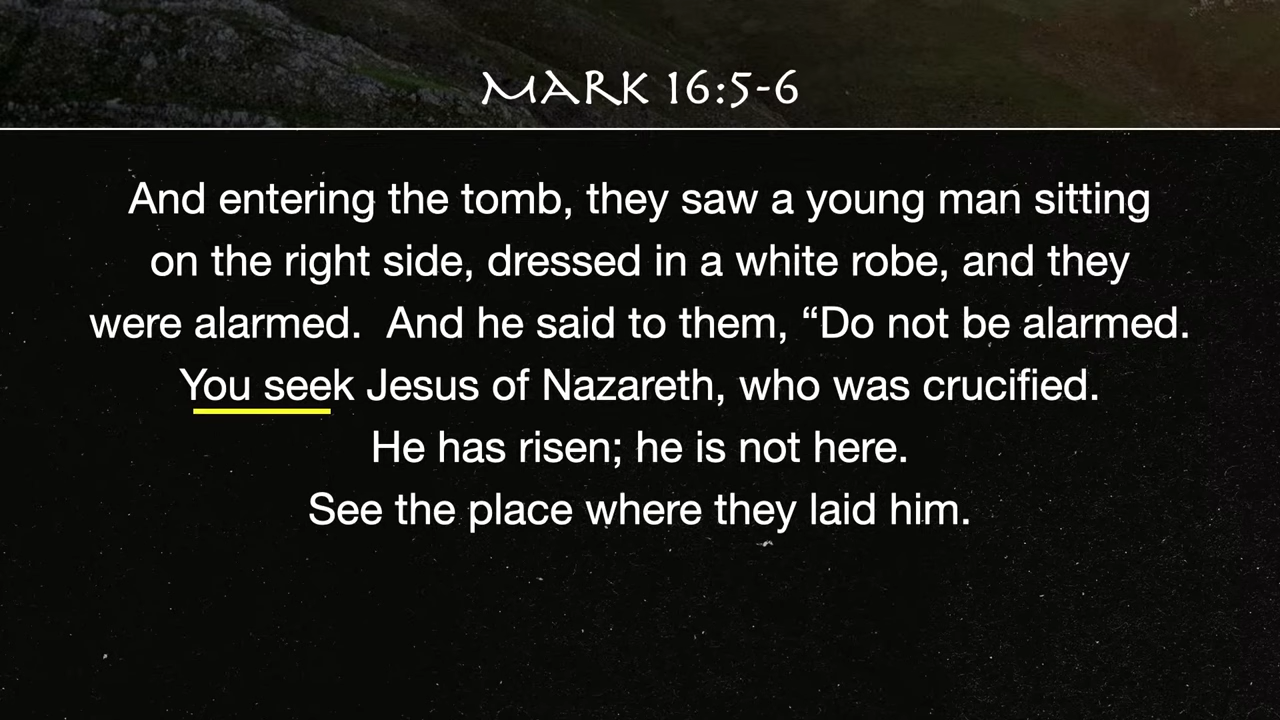 MARK 16:5-6
And entering the tomb, they saw a young man sitting
on the right side, dressed in a white robe, and they
were alarmed.  And he said to them, “Do not be alarmed.
You seek Jesus of Nazareth, who was crucified.
He has risen; he is not here.
See the place where they laid him.